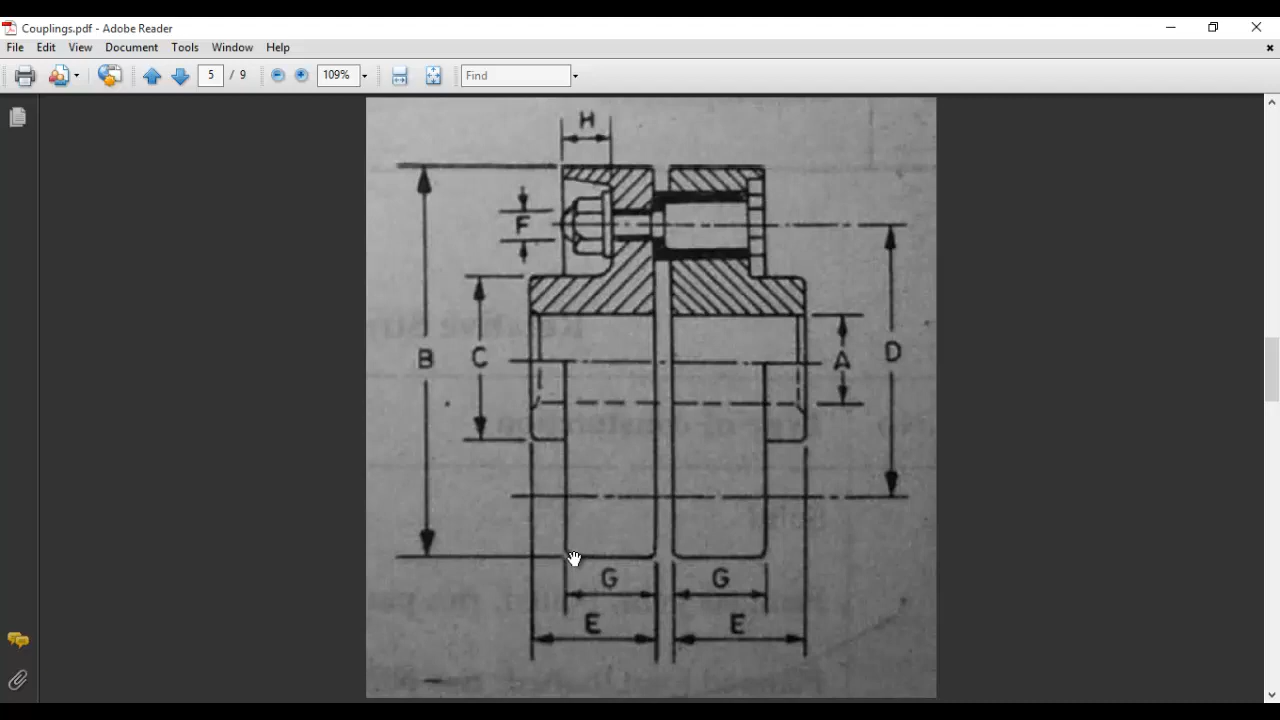 Couplings.pdf - Adobe Reader
File Edit View Document Tools Window Help
5 / 9 109% Find
H
F
B C A D
G G
E E